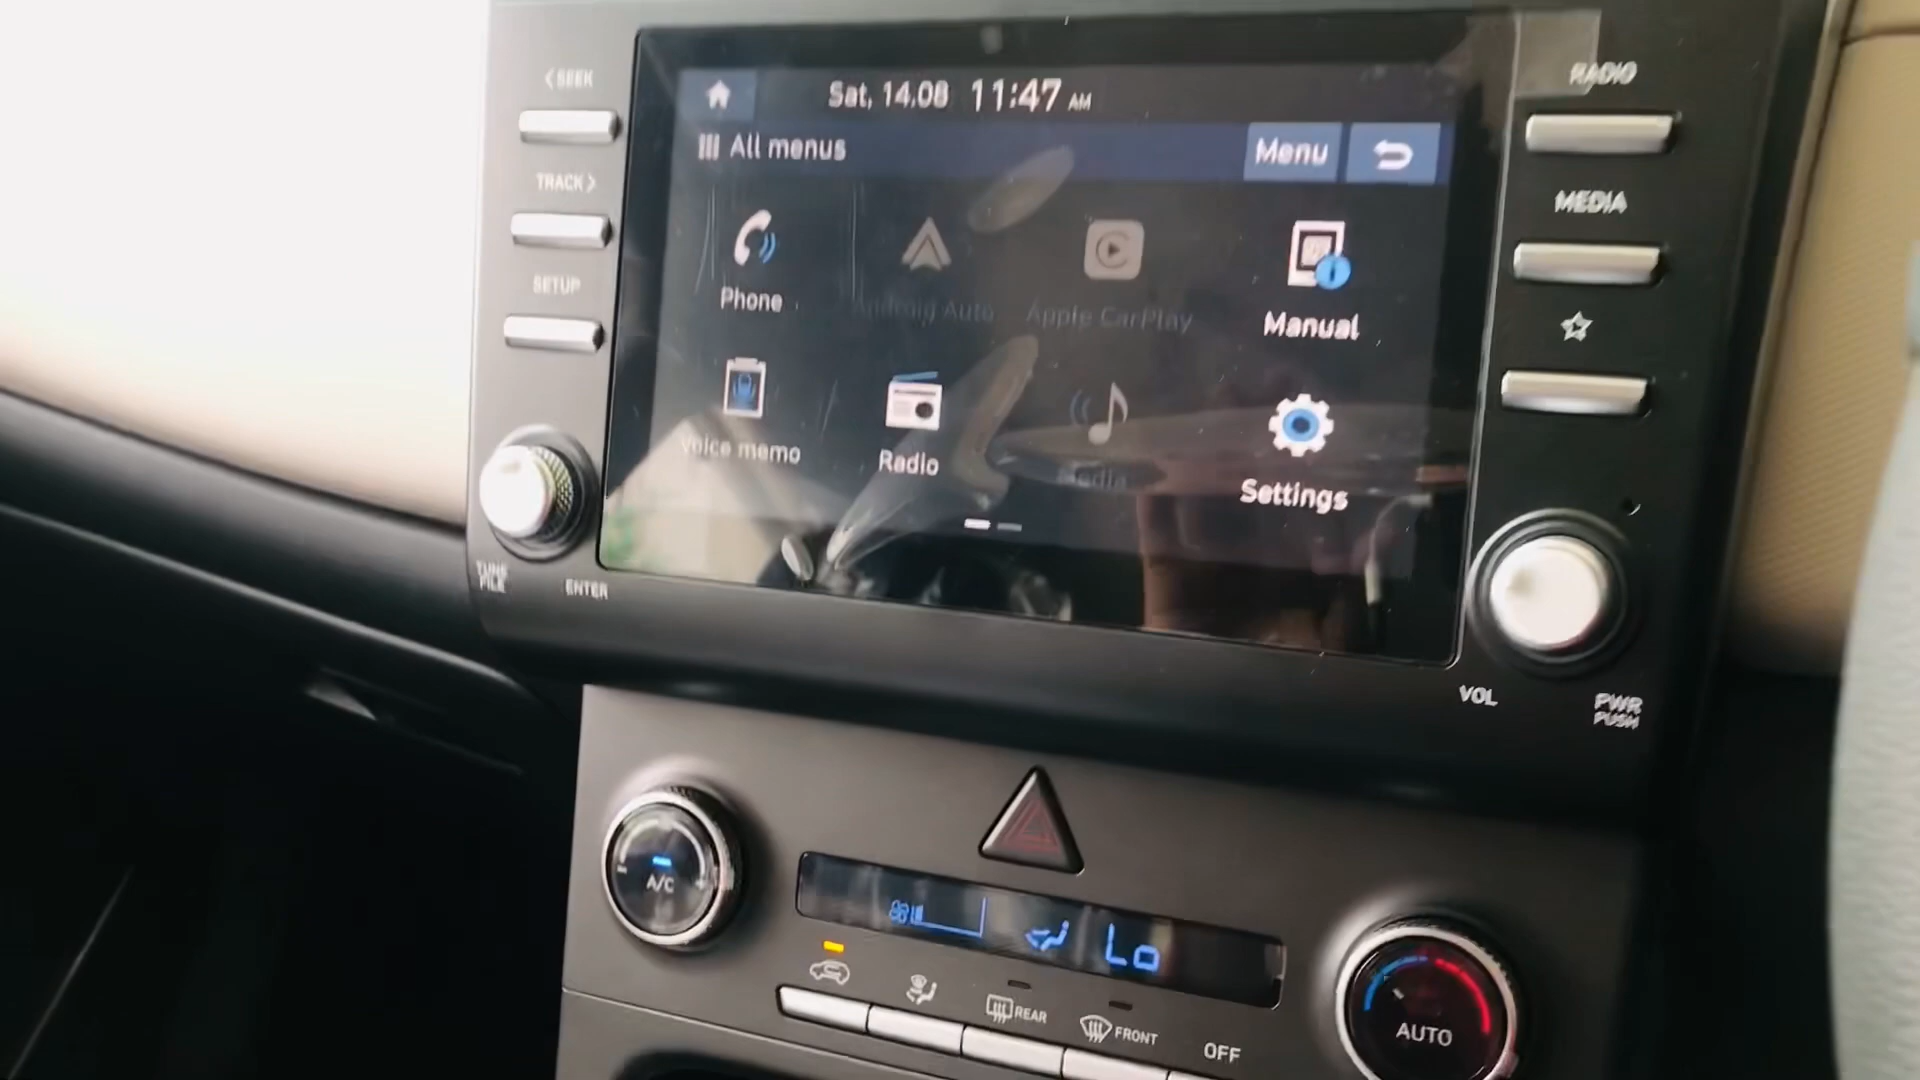 < SEEK
TRACK >
SETUP
TUNE
FILE
ENTER
Sat, 14.08 11:47 AM
All menus
Menu
Phone
Android Auto
Apple CarPlay
Manual
Voice memo
Radio
Media
Settings
RADIO
MEDIA
VOL
PWR
PUSH
A/C
Lo
REAR
FRONT
OFF
AUTO